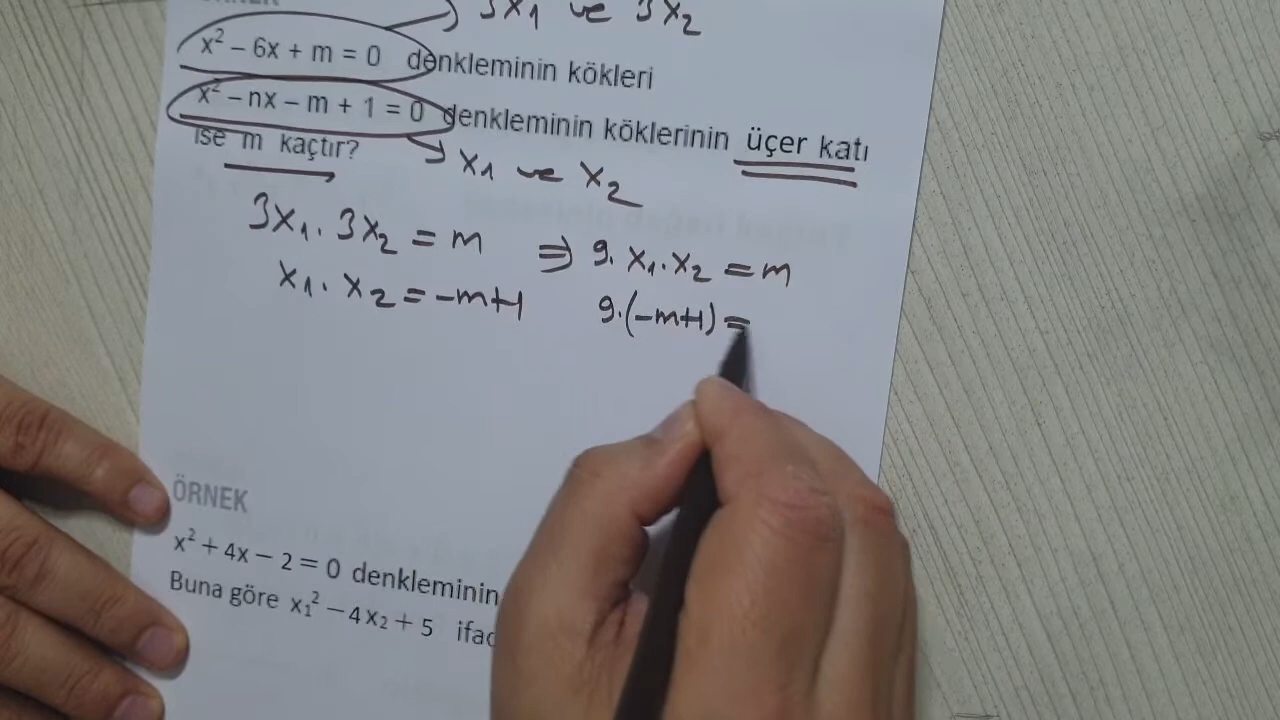 3x₁ ve 3x₂
x² – 6x + m = 0 denkleminin kökleri
x² – nx – m + 1 = 0 denkleminin köklerinin üçer katı
ise m kaçtır?
x₁ ve x₂
3x₁ . 3x₂ = m ⇒ 9. x₁.x₂ = m
x₁ . x₂ = -m+1 9.(-m+1) =
ÖRNEK
x² + 4x – 2 = 0 denkleminin
Buna göre x₁² – 4x₂ + 5